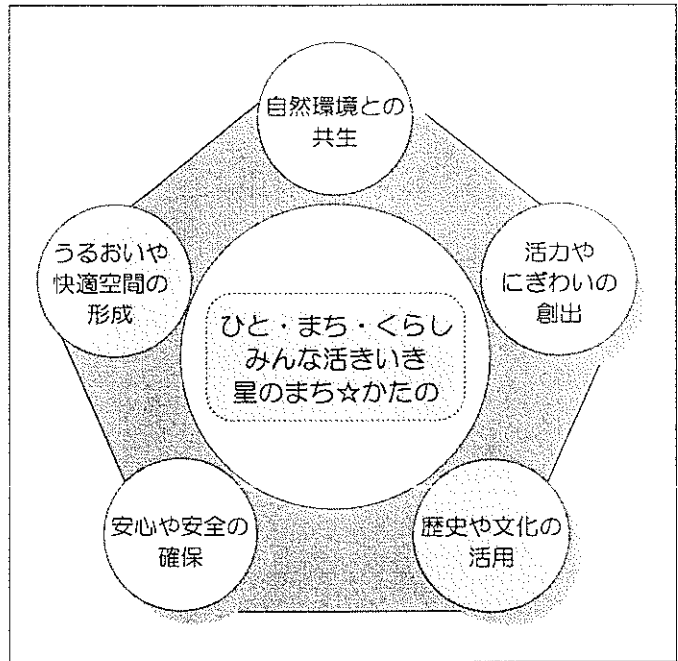 自然環境との
共生
うるおいや
快適空間の
形成
活力や
にぎわいの
創出
ひと・まち・くらし
みんな活きいき
星のまち☆かたの
安心や安全の
確保
歴史や文化の
活用